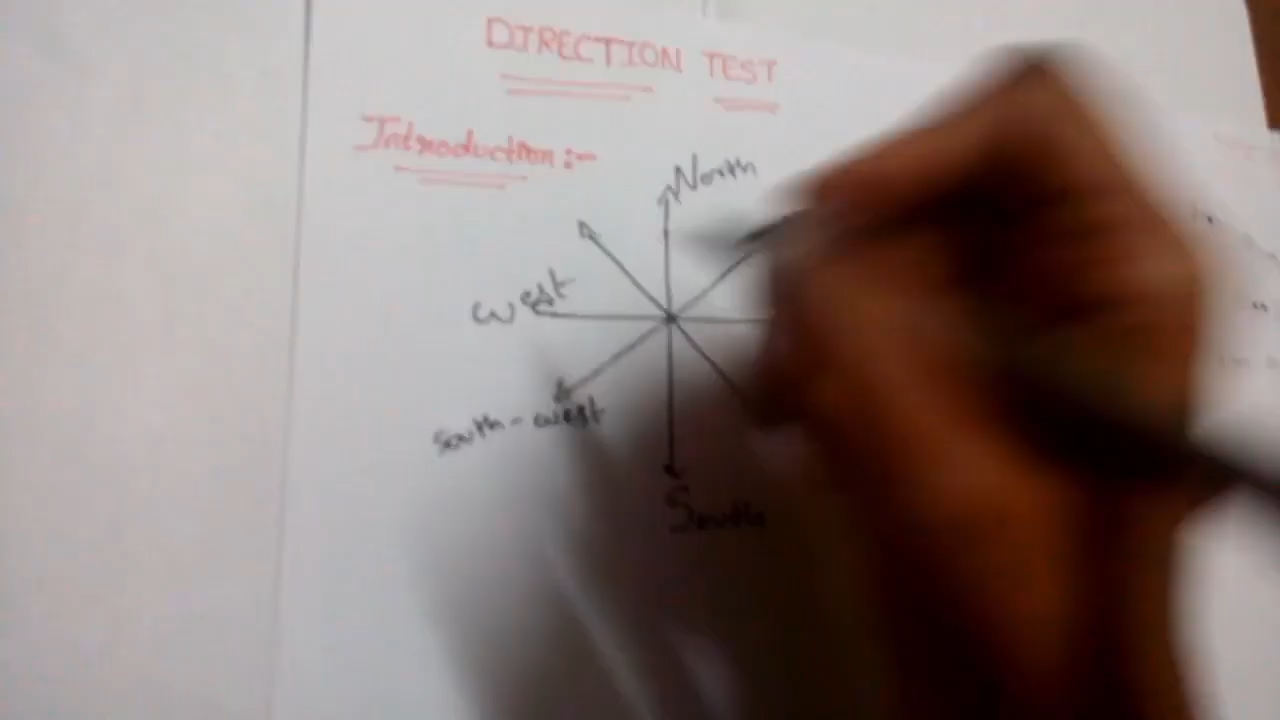 DIRECTION TEST
Introduction :-
North
West
South-west
South